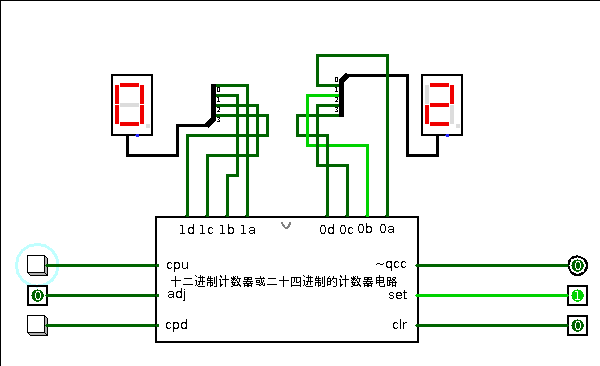 0 2
0 0
1 1
2 2
3 3
1d 1c 1b 1a 0d 0c 0b 0a
cpu ~qcc 0
十二进制计数器或二十四进制的计数器电路
0 adj set 1
cpd clr 0